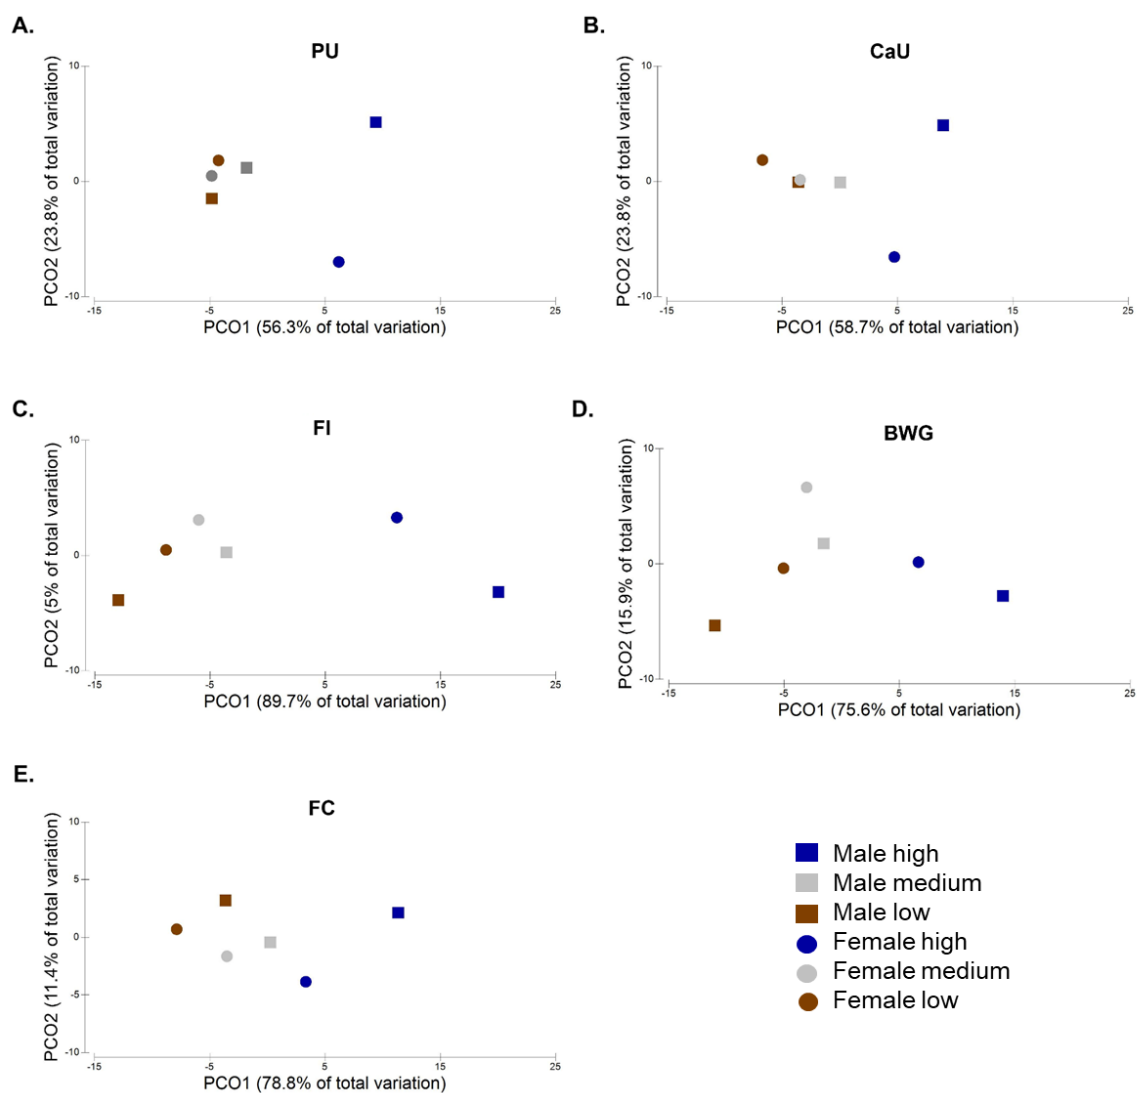 A.
PU
10
0
-10
PCO2 (23.8% of total variation)
-15 -5 5 15 25
PCO1 (56.3% of total variation)
B.
CaU
10
0
-10
PCO2 (23.8% of total variation)
-15 -5 5 15 25
PCO1 (58.7% of total variation)
C.
FI
10
0
-10
PCO2 (5% of total variation)
-15 -5 5 15 25
PCO1 (89.7% of total variation)
D.
BWG
10
0
-10
PCO2 (15.9% of total variation)
-15 -5 5 15 25
PCO1 (75.6% of total variation)
E.
FC
10
5
0
-5
-10
PCO2 (11.4% of total variation)
-15 -5 5 15 25
PCO1 (78.8% of total variation)
Male high
Male medium
Male low
Female high
Female medium
Female low